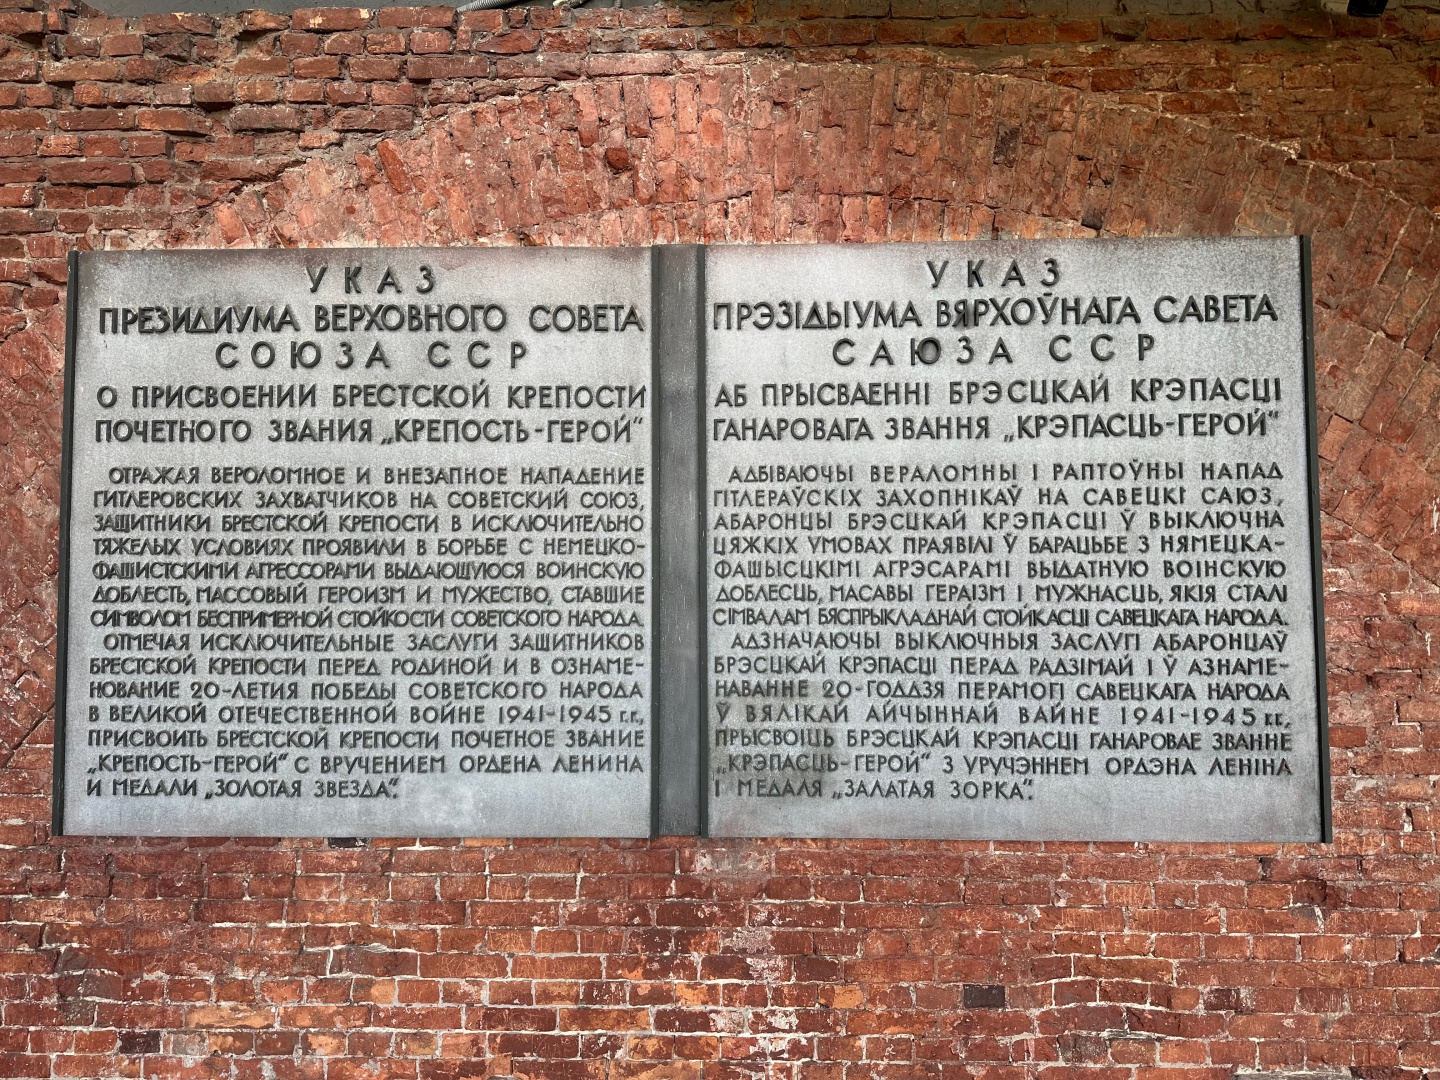 УКАЗ
ПРЕЗИДИУМА ВЕРХОВНОГО СОВЕТА
СОЮЗА ССР
О ПРИСВОЕНИИ БРЕСТСКОЙ КРЕПОСТИ
ПОЧЕТНОГО ЗВАНИЯ „КРЕПОСТЬ-ГЕРОЙ“
ОТРАЖАЯ ВЕРОЛОМНОЕ И ВНЕЗАПНОЕ НАПАДЕНИЕ
ГИТЛЕРОВСКИХ ЗАХВАТЧИКОВ НА СОВЕТСКИЙ СОЮЗ,
ЗАЩИТНИКИ БРЕСТСКОЙ КРЕПОСТИ В ИСКЛЮЧИТЕЛЬНО
ТЯЖЕЛЫХ УСЛОВИЯХ ПРОЯВИЛИ В БОРЬБЕ С НЕМЕЦКО-
ФАШИСТСКИМИ АГРЕССОРАМИ ВЫДАЮЩУЮСЯ ВОИНСКУЮ
ДОБЛЕСТЬ, МАССОВЫЙ ГЕРОИЗМ И МУЖЕСТВО, СТАВШИЕ
СИМВОЛОМ БЕСПРИМЕРНОЙ СТОЙКОСТИ СОВЕТСКОГО НАРОДА.
ОТМЕЧАЯ ИСКЛЮЧИТЕЛЬНЫЕ ЗАСЛУГИ ЗАЩИТНИКОВ
БРЕСТСКОЙ КРЕПОСТИ ПЕРЕД РОДИНОЙ И В ОЗНАМЕ-
НОВАНИЕ 20-ЛЕТИЯ ПОБЕДЫ СОВЕТСКОГО НАРОДА
В ВЕЛИКОЙ ОТЕЧЕСТВЕННОЙ ВОЙНЕ 1941-1945 г.г.,
ПРИСВОИТЬ БРЕСТСКОЙ КРЕПОСТИ ПОЧЕТНОЕ ЗВАНИЕ
„КРЕПОСТЬ-ГЕРОЙ“ С ВРУЧЕНИЕМ ОРДЕНА ЛЕНИНА
И МЕДАЛИ „ЗОЛОТАЯ ЗВЕЗДА“.
УКАЗ
ПРЭЗІДЫУМА ВЯРХОЎНАГА САВЕТА
САЮЗА ССР
АБ ПРЫСВАЕННІ БРЭСЦКАЙ КРЭПАСЦІ
ГАНАРОВАГА ЗВАННЯ „КРЭПАСЦЬ-ГЕРОЙ“
АДБІВАЮЧЫ ВЕРАЛОМНЫ І РАПТОЎНЫ НАПАД
ГІТЛЕРАЎСКІХ ЗАХОПНІКАЎ НА САВЕЦКІ САЮЗ,
АБАРОНЦЫ БРЭСЦКАЙ КРЭПАСЦІ Ў ВЫКЛЮЧНА
ЦЯЖКІХ УМОВАХ ПРАЯВІЛІ Ў БАРАЦЬБЕ З НЯМЕЦКА-
ФАШЫСЦКІМІ АГРЭСАРАМІ ВЫДАТНУЮ ВОІНСКУЮ
ДОБЛЕСЦЬ, МАСАВЫ ГЕРАІЗМ І МУЖНАСЦЬ, ЯКІЯ СТАЛІ
СІМВАЛАМ БЯСПРЫКЛАДНАЙ СТОЙКАСЦІ САВЕЦКАГА НАРОДА.
АДЗНАЧАЮЧЫ ВЫКЛЮЧНЫЯ ЗАСЛУГІ АБАРОНЦАЎ
БРЭСЦКАЙ КРЭПАСЦІ ПЕРАД РАДЗІМАЙ І Ў АЗНАМЕ-
НАВАННЕ 20-ГОДДЗЯ ПЕРАМОГІ САВЕЦКАГА НАРОДА
Ў ВЯЛІКАЙ АЙЧЫННАЙ ВАЙНЕ 1941-1945 г.г.,
ПРЫСВОІЦЬ БРЭСЦКАЙ КРЭПАСЦІ ГАНАРОВАЕ ЗВАННЕ
„КРЭПАСЦЬ-ГЕРОЙ“ З УРУЧЭННЕМ ОРДЭНА ЛЕНІНА
І МЕДАЛЯ „ЗАЛАТАЯ ЗОРКА“.